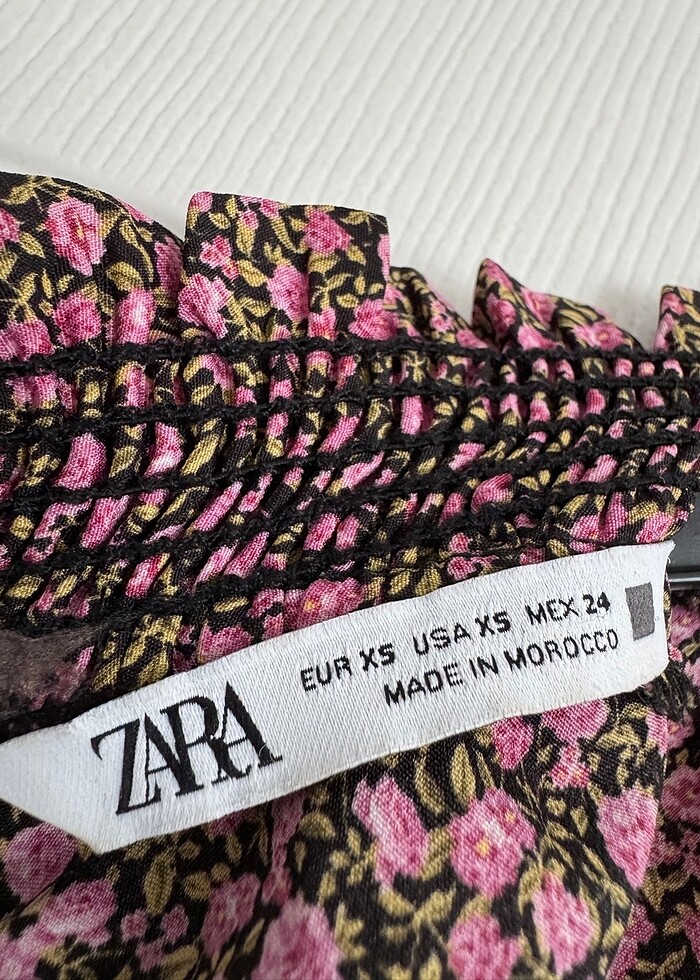 ZARA
EUR XS USA XS MEX 24
MADE IN MOROCCO